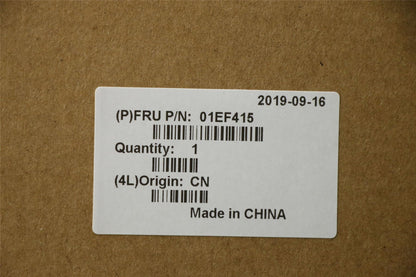 2019-09-16
(P)FRU P/N: 01EF415
Quantity: 1
(4L)Origin: CN
Made in CHINA